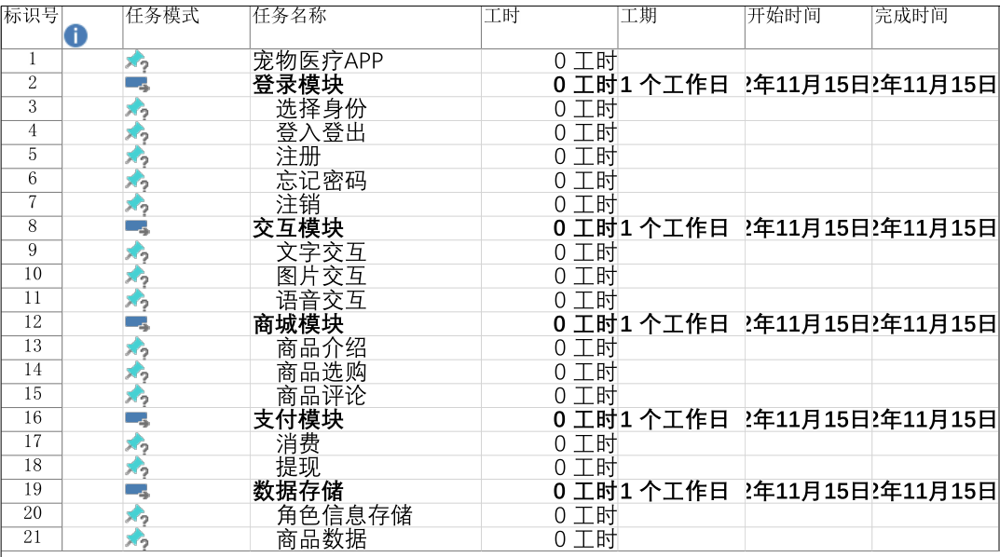 标识号 任务模式 任务名称 工时 工期 开始时间 完成时间
1 宠物医疗APP 0 工时
2 登录模块 0 工时 1 个工作日 2年11月15日 2年11月15日
3 选择身份 0 工时
4 登入登出 0 工时
5 注册 0 工时
6 忘记密码 0 工时
7 注销 0 工时
8 交互模块 0 工时 1 个工作日 2年11月15日 2年11月15日
9 文字交互 0 工时
10 图片交互 0 工时
11 语音交互 0 工时
12 商城模块 0 工时 1 个工作日 2年11月15日 2年11月15日
13 商品介绍 0 工时
14 商品选购 0 工时
15 商品评论 0 工时
16 支付模块 0 工时 1 个工作日 2年11月15日 2年11月15日
17 消费 0 工时
18 提现 0 工时
19 数据存储 0 工时 1 个工作日 2年11月15日 2年11月15日
20 角色信息存储 0 工时
21 商品数据 0 工时